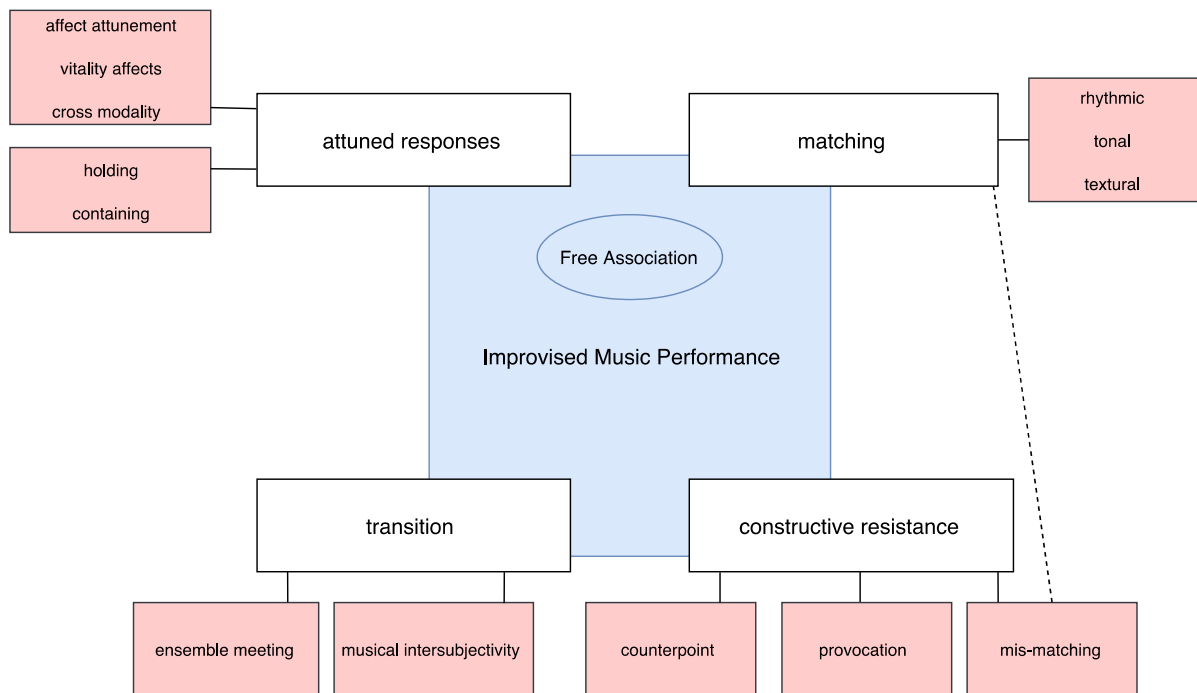 affect attunement
vitality affects
cross modality
holding
containing
attuned responses
matching
rhythmic
tonal
textural
Free Association
Improvised Music Performance
transition
constructive resistance
ensemble meeting
musical intersubjectivity
counterpoint
provocation
mis-matching